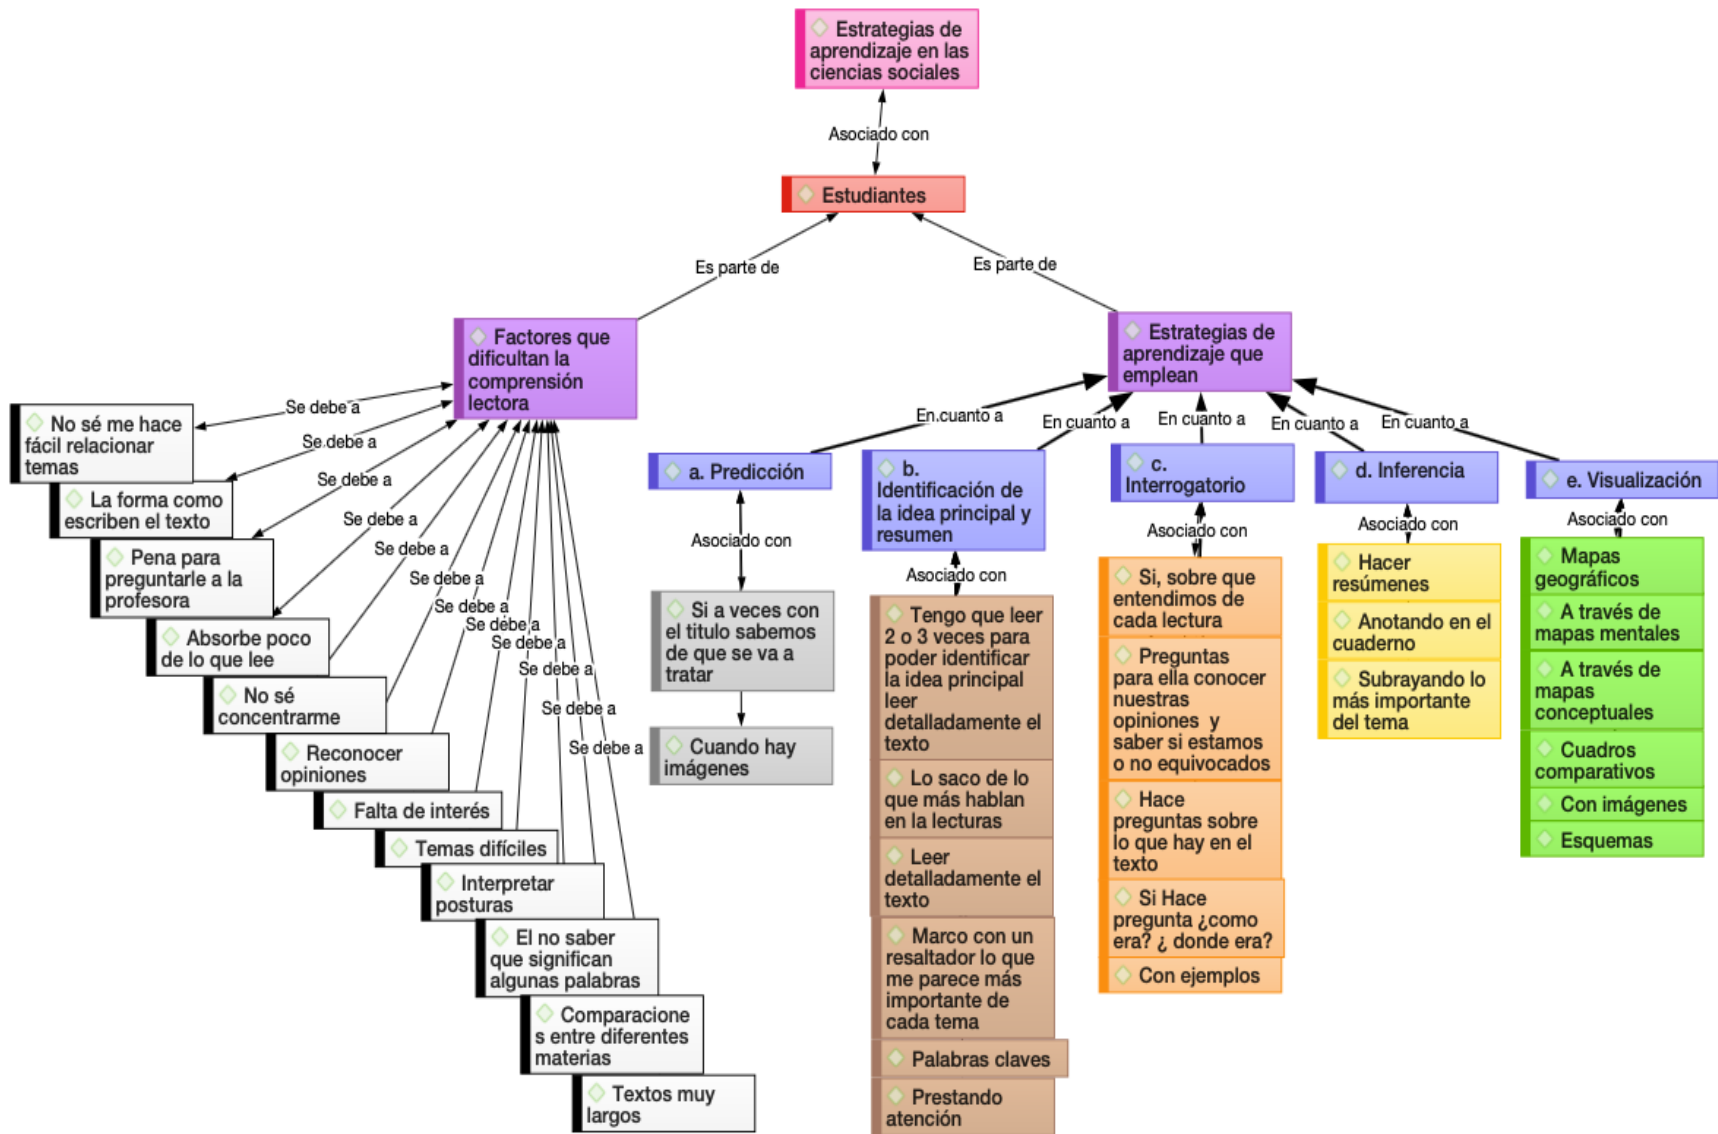 Estrategias de
aprendizaje en las
ciencias sociales
Asociado con
Estudiantes
Es parte de
Es parte de
Factores que
dificultan la
comprensión
lectora
Estrategias de
aprendizaje que
emplean
Se debe a
Se debe a
Se debe a
Se debe a
Se debe a
Se debe a
Se debe a
Se debe a
Se debe a
Se debe a
Se debe a
Se debe a
No sé me hace
fácil relacionar
temas
La forma como
escriben el texto
Pena para
preguntarle a la
profesora
Absorbe poco
de lo que lee
No sé
concentrarme
Reconocer
opiniones
Falta de interés
Temas difíciles
Interpretar
posturas
El no saber
que significan
algunas palabras
Comparacione
s entre diferentes
materias
Textos muy
largos
En cuanto a
En cuanto a
En cuanto a
En cuanto a
En cuanto a
a. Predicción
Asociado con
Si a veces con
el titulo sabemos
de que se va a
tratar
Cuando hay
imágenes
b.
Identificación de
la idea principal y
resumen
Asociado con
Tengo que leer
2 o 3 veces para
poder identificar
la idea principal
leer
detalladamente el
texto
Lo saco de lo
que más hablan
en la lecturas
Leer
detalladamente el
texto
Marco con un
resaltador lo que
me parece más
importante de
cada tema
Palabras claves
Prestando
atención
c.
Interrogatorio
Asociado con
Si, sobre que
entendimos de
cada lectura
Preguntas
para ella conocer
nuestras
opiniones y
saber si estamos
o no equivocados
Hace
preguntas sobre
lo que hay en el
texto
Si Hace
pregunta ¿como
era? ¿ donde era?
Con ejemplos
d. Inferencia
Asociado con
Hacer
resúmenes
Anotando en el
cuaderno
Subrayando lo
más importante
del tema
e. Visualización
Asociado con
Mapas
geográficos
A través de
mapas mentales
A través de
mapas
conceptuales
Cuadros
comparativos
Con imágenes
Esquemas